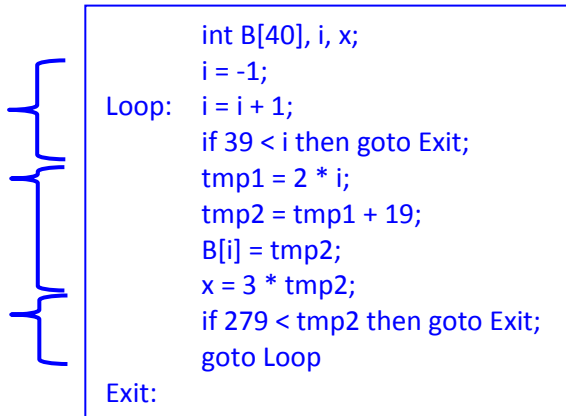 int B[40], i, x;
i = -1;
Loop: i = i + 1;
if 39 < i then goto Exit;
tmp1 = 2 * i;
tmp2 = tmp1 + 19;
B[i] = tmp2;
x = 3 * tmp2;
if 279 < tmp2 then goto Exit;
goto Loop
Exit: